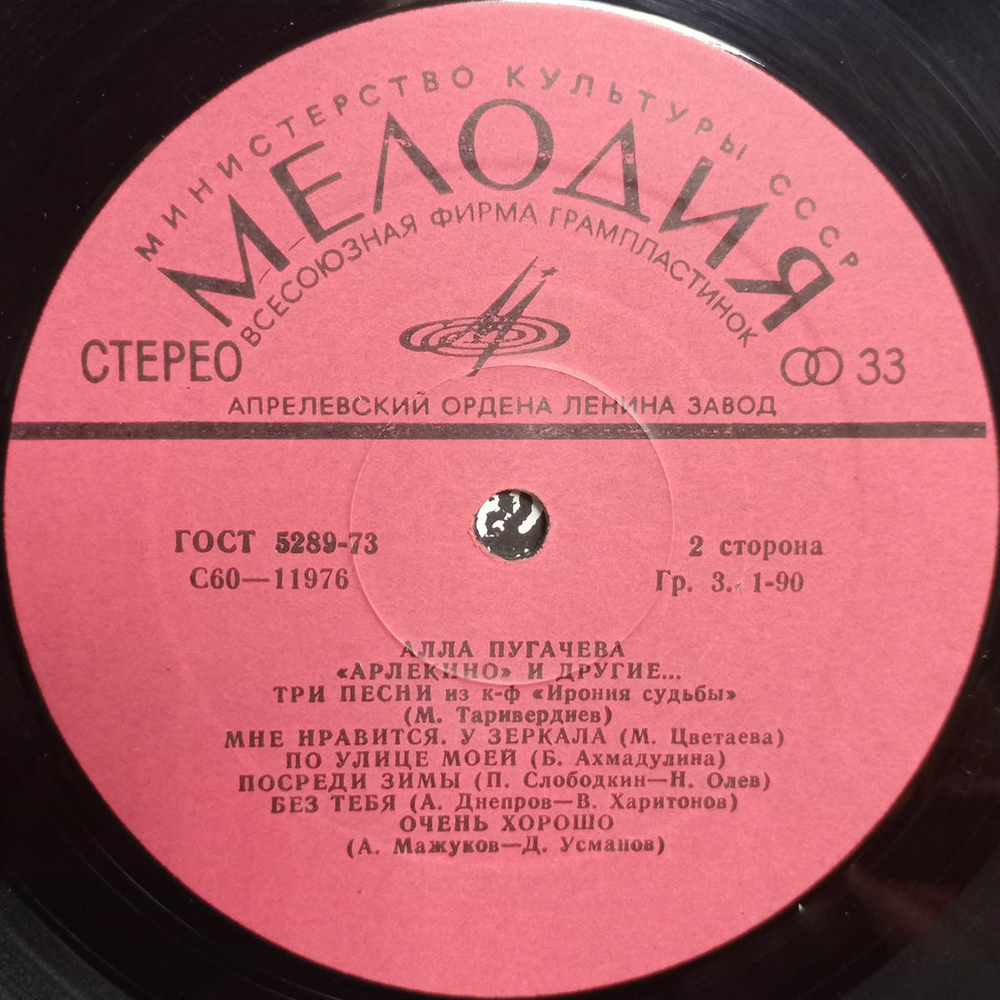 МИНИСТЕРСТВО КУЛЬТУРЫ СССР
МЕЛОДИЯ
ВСЕСОЮЗНАЯ ФИРМА ГРАМПЛАСТИНОК
СТЕРЕО
33
АПРЕЛЕВСКИЙ ОРДЕНА ЛЕНИНА ЗАВОД
ГОСТ 5289-73
2 сторона
С60—11976
Гр. 3. 1-90
АЛЛА ПУГАЧЕВА
«АРЛЕКИНО» И ДРУГИЕ...
ТРИ ПЕСНИ из к-ф «Ирония судьбы»
(М. Таривердиев)
МНЕ НРАВИТСЯ. У ЗЕРКАЛА (М. Цветаева)
ПО УЛИЦЕ МОЕЙ (Б. Ахмадулина)
ПОСРЕДИ ЗИМЫ (П. Слободкин—Н. Олев)
БЕЗ ТЕБЯ (А. Днепров—В. Харитонов)
ОЧЕНЬ ХОРОШО
(А. Мажуков—Д. Усманов)